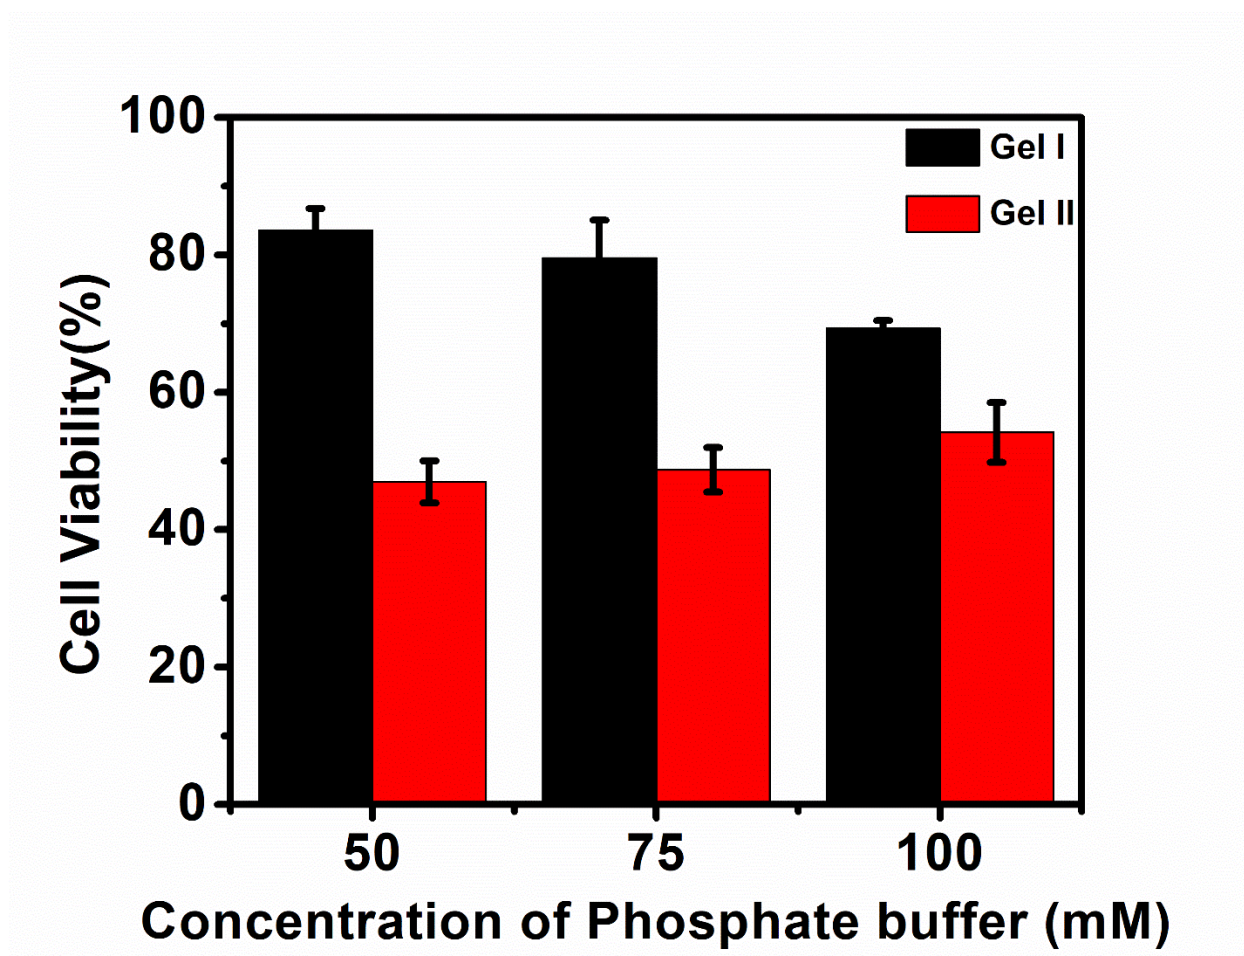 100
80
60
40
20
0
Cell Viability(%)
Gel I
Gel II
50 75 100
Concentration of Phosphate buffer (mM)